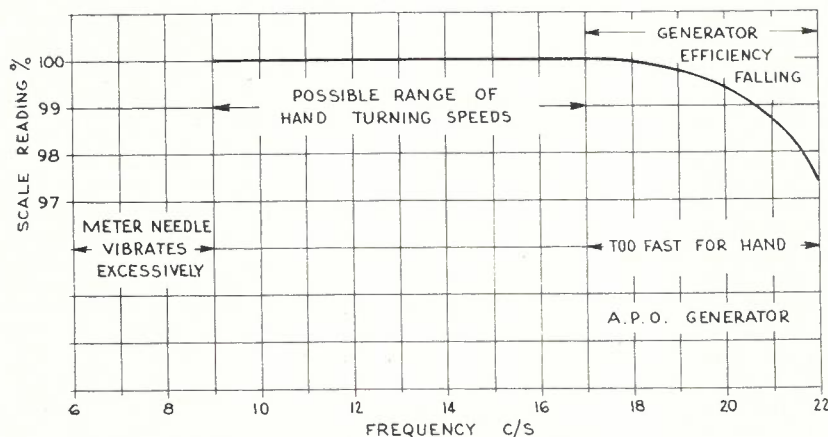 GENERATOR
EFFICIENCY
FALLING
SCALE READING %
100
99
98
97
POSSIBLE RANGE OF
HAND TURNING SPEEDS
METER NEEDLE
VIBRATES
EXCESSIVELY
TOO FAST FOR HAND
A.P.O. GENERATOR
6 8 10 12 14 16 18 20 22
FREQUENCY C/S